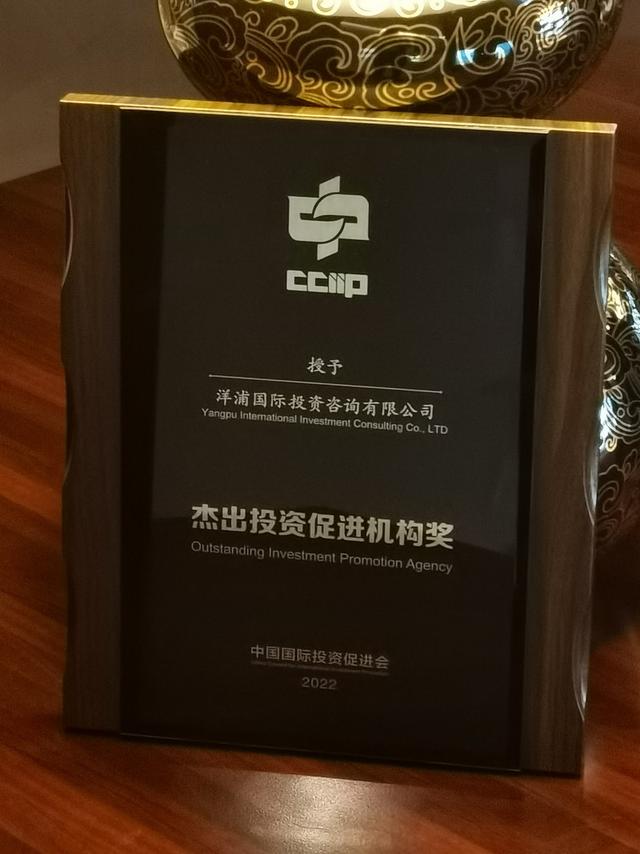 CCIIP
授予
洋浦国际投资咨询有限公司
Yangpu International Investment Consulting Co., LTD
杰出投资促进机构奖
Outstanding Investment Promotion Agency
中国国际投资促进会
2022